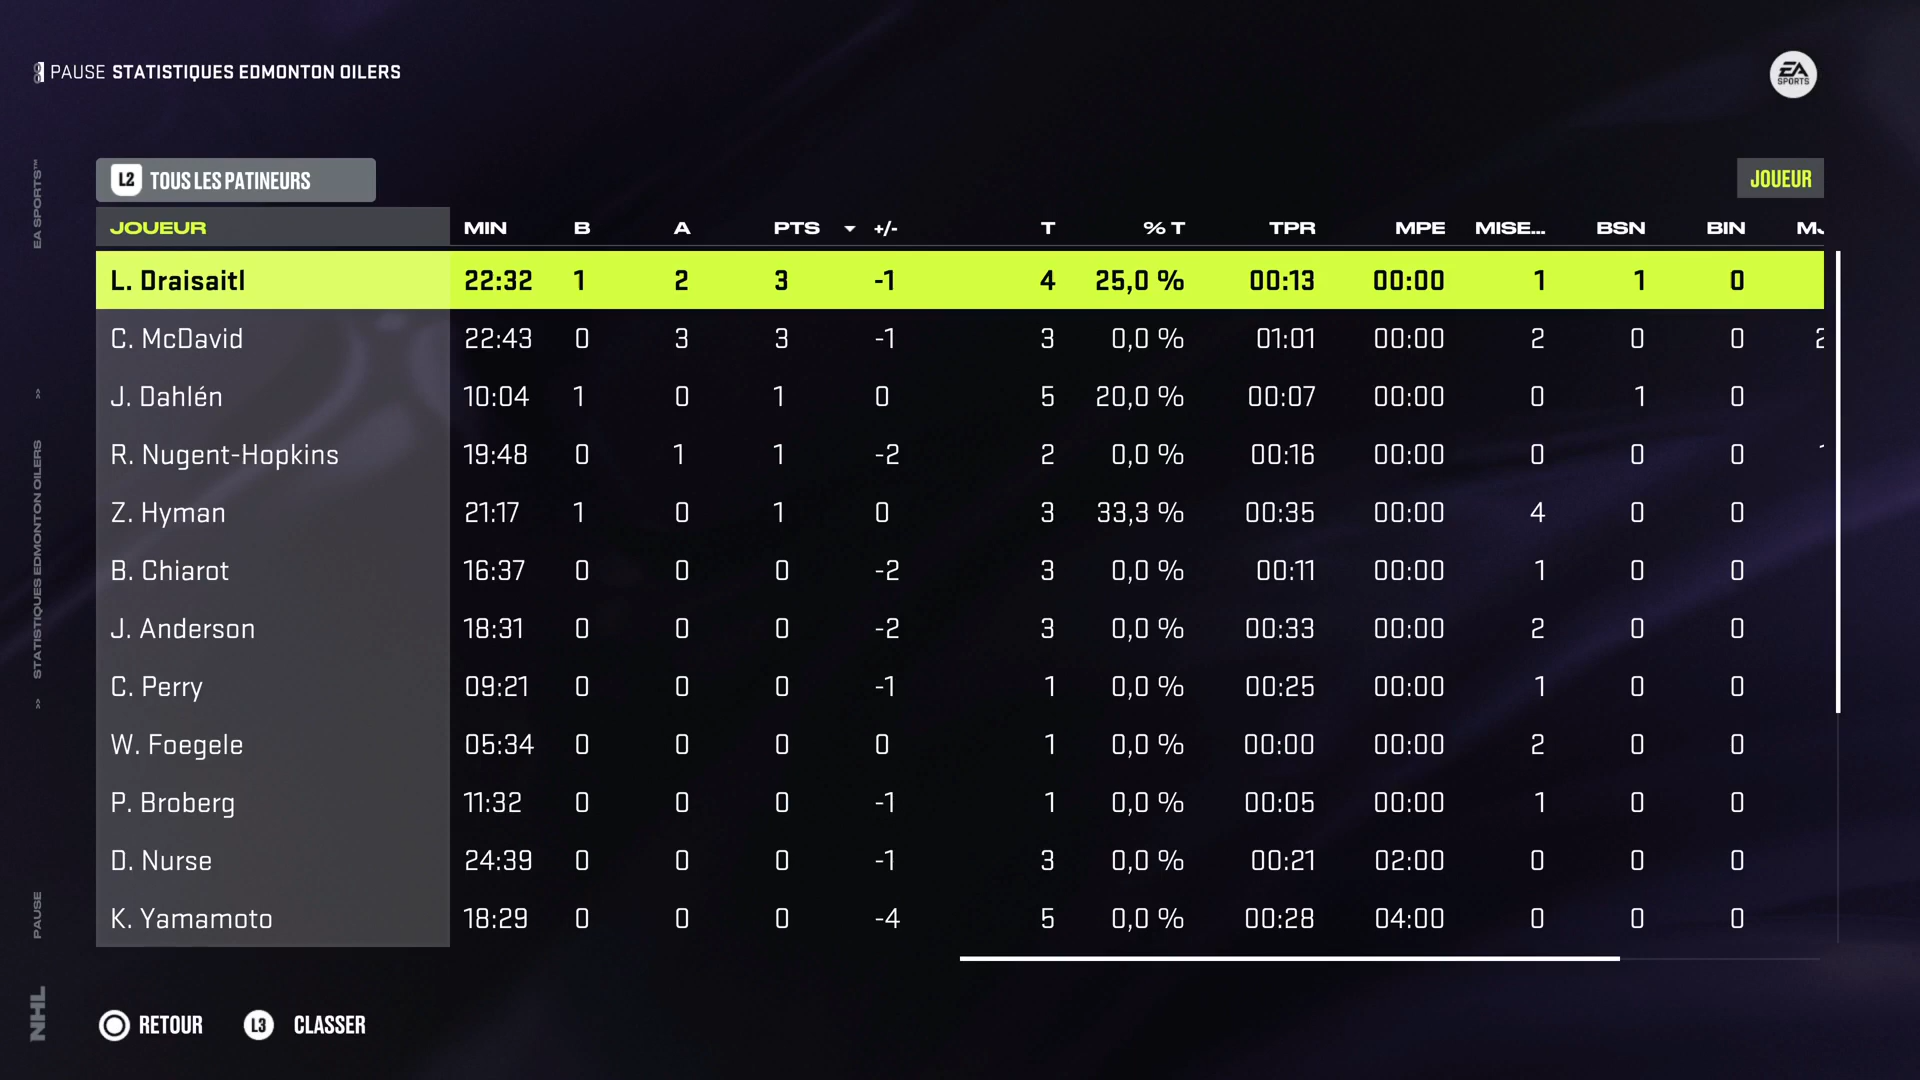 PAUSE STATISTIQUES EDMONTON OILERS
EA SPORTS
L2 TOUS LES PATINEURS
JOUEUR
JOUEUR MIN B A PTS +/- T % T TPR MPE MISE... BSN BIN
L. Draisaitl 22:32 1 2 3 -1 4 25,0 % 00:13 00:00 1 1 0
C. McDavid 22:43 0 3 3 -1 3 0,0 % 01:01 00:00 2 0 0
J. Dahlén 10:04 1 0 1 0 5 20,0 % 00:07 00:00 0 1 0
R. Nugent-Hopkins 19:48 0 1 1 -2 2 0,0 % 00:16 00:00 0 0 0
Z. Hyman 21:17 1 0 1 0 3 33,3 % 00:35 00:00 4 0 0
B. Chiarot 16:37 0 0 0 -2 3 0,0 % 00:11 00:00 1 0 0
J. Anderson 18:31 0 0 0 -2 3 0,0 % 00:33 00:00 2 0 0
C. Perry 09:21 0 0 0 -1 1 0,0 % 00:25 00:00 1 0 0
W. Foegele 05:34 0 0 0 0 1 0,0 % 00:00 00:00 2 0 0
P. Broberg 11:32 0 0 0 -1 1 0,0 % 00:05 00:00 1 0 0
D. Nurse 24:39 0 0 0 -1 3 0,0 % 00:21 02:00 0 0 0
K. Yamamoto 18:29 0 0 0 -4 5 0,0 % 00:28 04:00 0 0 0
RETOUR L3 CLASSER
NHL PAUSE >> STATISTIQUES EDMONTON OILERS >> EA SPORTS™